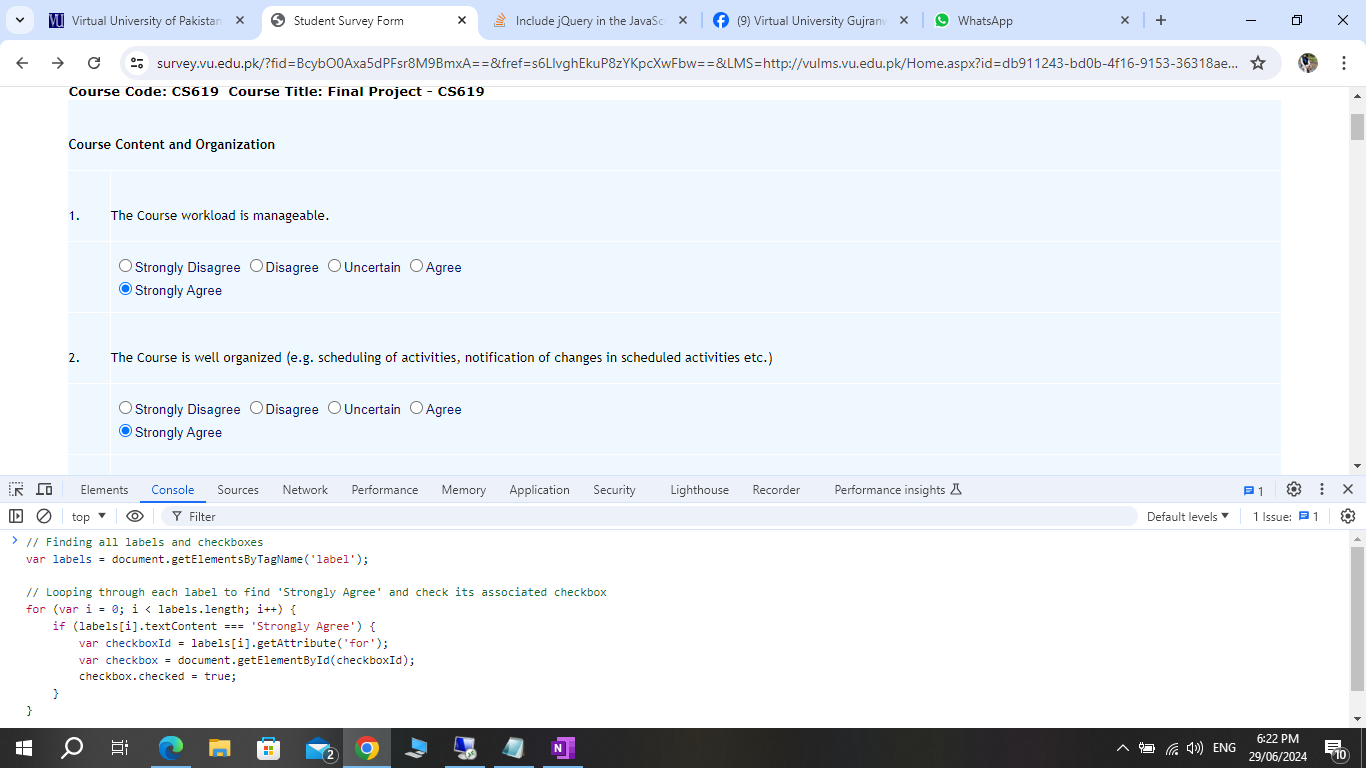 Virtual University of Pakistan
Student Survey Form
Include jQuery in the JavaSc
(9) Virtual University Gujranw
WhatsApp
survey.vu.edu.pk/?fid=BcybO0Axa5dPFsr8M9BmxA==&fref=s6LlvghEkuP8zYKpcXwFbw==&LMS=http://vulms.vu.edu.pk/Home.aspx?id=db911243-bd0b-4f16-9153-36318ae...
Course Code: CS619 Course Title: Final Project - CS619
Course Content and Organization
1. The Course workload is manageable.
Strongly Disagree Disagree Uncertain Agree
Strongly Agree
2. The Course is well organized (e.g. scheduling of activities, notification of changes in scheduled activities etc.)
Strongly Disagree Disagree Uncertain Agree
Strongly Agree
Elements Console Sources Network Performance Memory Application Security Lighthouse Recorder Performance insights 1
top Filter Default levels 1 Issue: 1
// Finding all labels and checkboxes
var labels = document.getElementsByTagName('label');
// Looping through each label to find 'Strongly Agree' and check its associated checkbox
for (var i = 0; i < labels.length; i++) {
if (labels[i].textContent === 'Strongly Agree') {
var checkboxId = labels[i].getAttribute('for');
var checkbox = document.getElementById(checkboxId);
checkbox.checked = true;
}
}
2
N
ENG
6:22 PM
29/06/2024
10